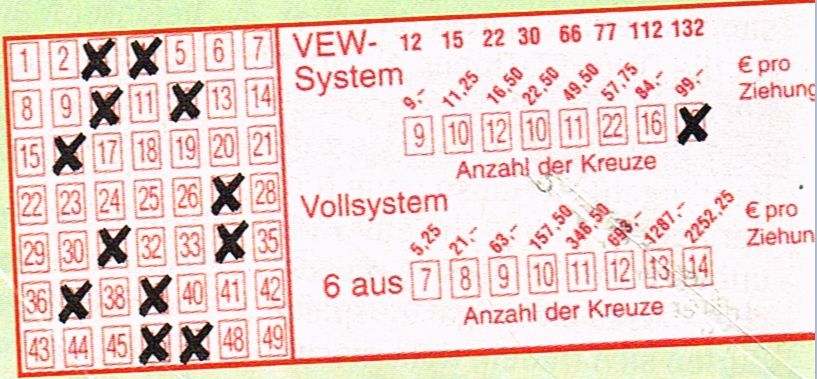 1 2 5 6 7
8 9 11 13 14
15 17 18 19 20 21
22 23 24 25 26 28
29 30 32 33 35
36 38 40 41 42
43 44 45 48 49
VEW- 12 15 22 30 66 77 112 132
System
9,- 11,25 16,50 22,50 49,50 57,75 84,- 99,-
€ pro
Ziehung
9 10 12 10 11 22 16
Anzahl der Kreuze
Vollsystem
5,25 21,- 63,- 157,50 346,50 693,- 1287,- 2252,25
€ pro
Ziehun
6 aus 7 8 9 10 11 12 13 14
Anzahl der Kreuze